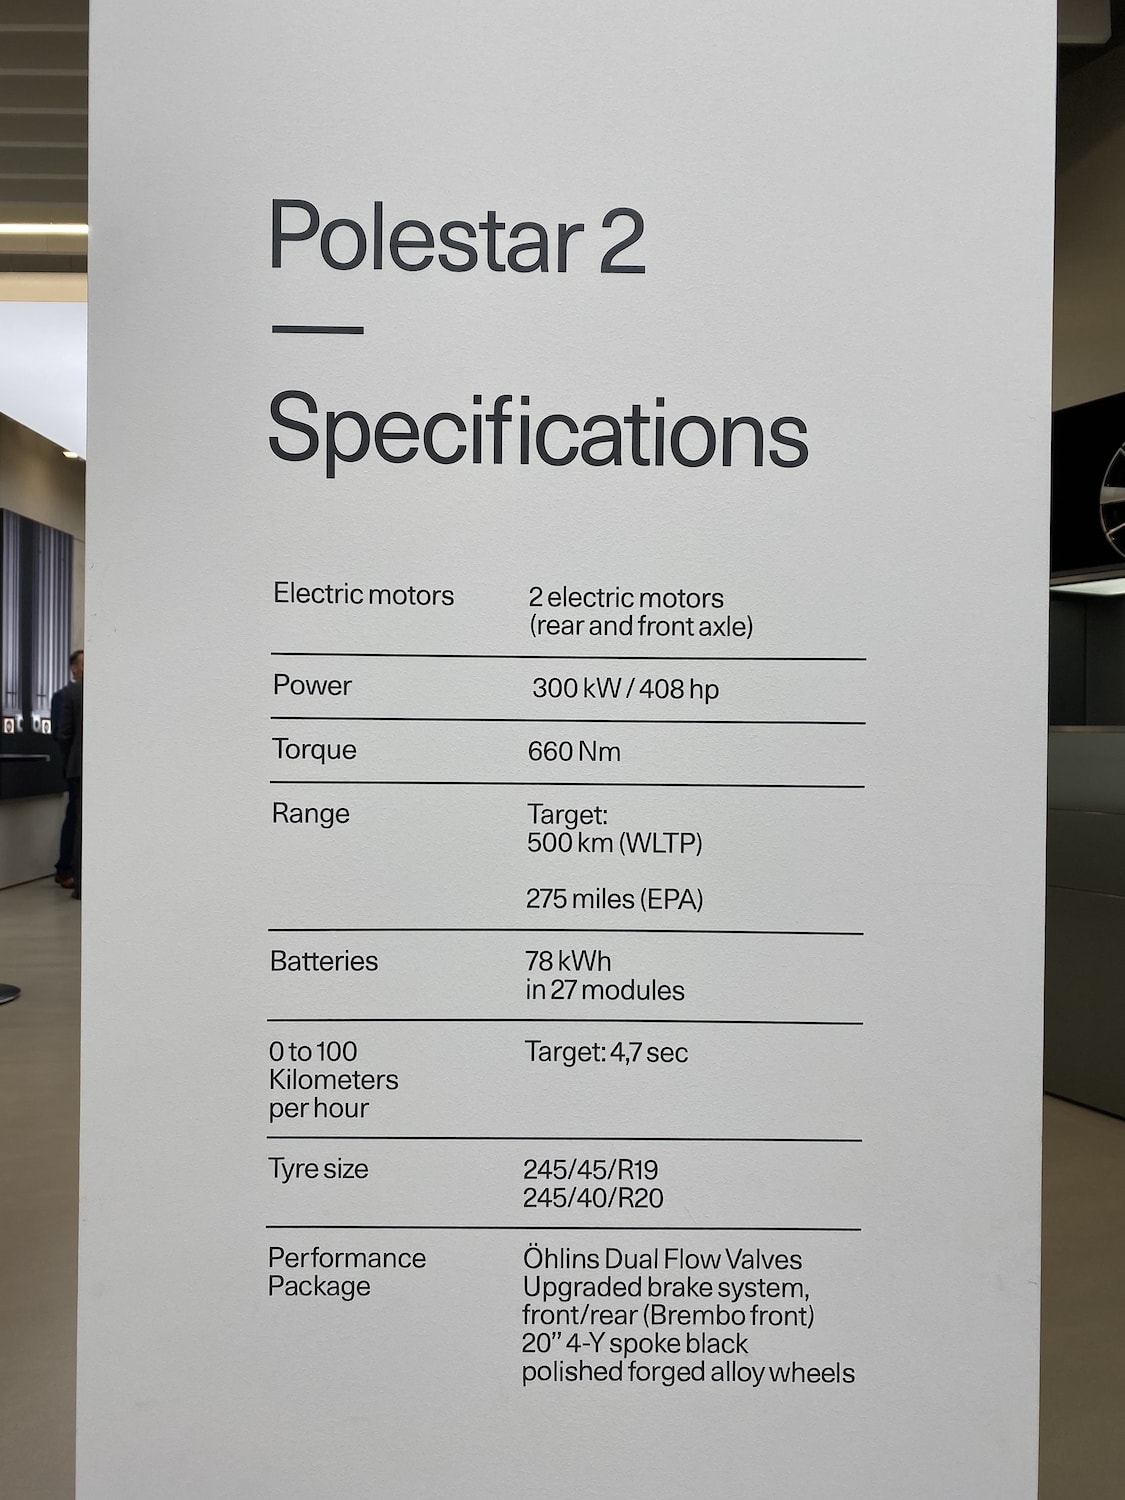 Polestar 2
Specifications
Electric motors
2 electric motors
(rear and front axle)
Power
300 kW / 408 hp
Torque
660 Nm
Range
Target:
500 km (WLTP)
275 miles (EPA)
Batteries
78 kWh
in 27 modules
0 to 100
Kilometers
per hour
Target: 4,7 sec
Tyre size
245/45/R19
245/40/R20
Performance
Package
Öhlins Dual Flow Valves
Upgraded brake system,
front/rear (Brembo front)
20” 4-Y spoke black
polished forged alloy wheels